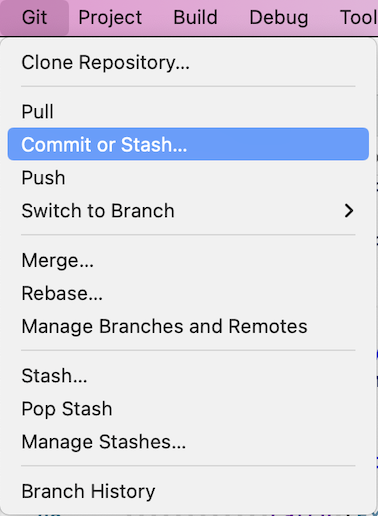 Git Project Build Debug Tool
Clone Repository...
Pull
Commit or Stash...
Push
Switch to Branch
Merge...
Rebase...
Manage Branches and Remotes
Stash...
Pop Stash
Manage Stashes...
Branch History